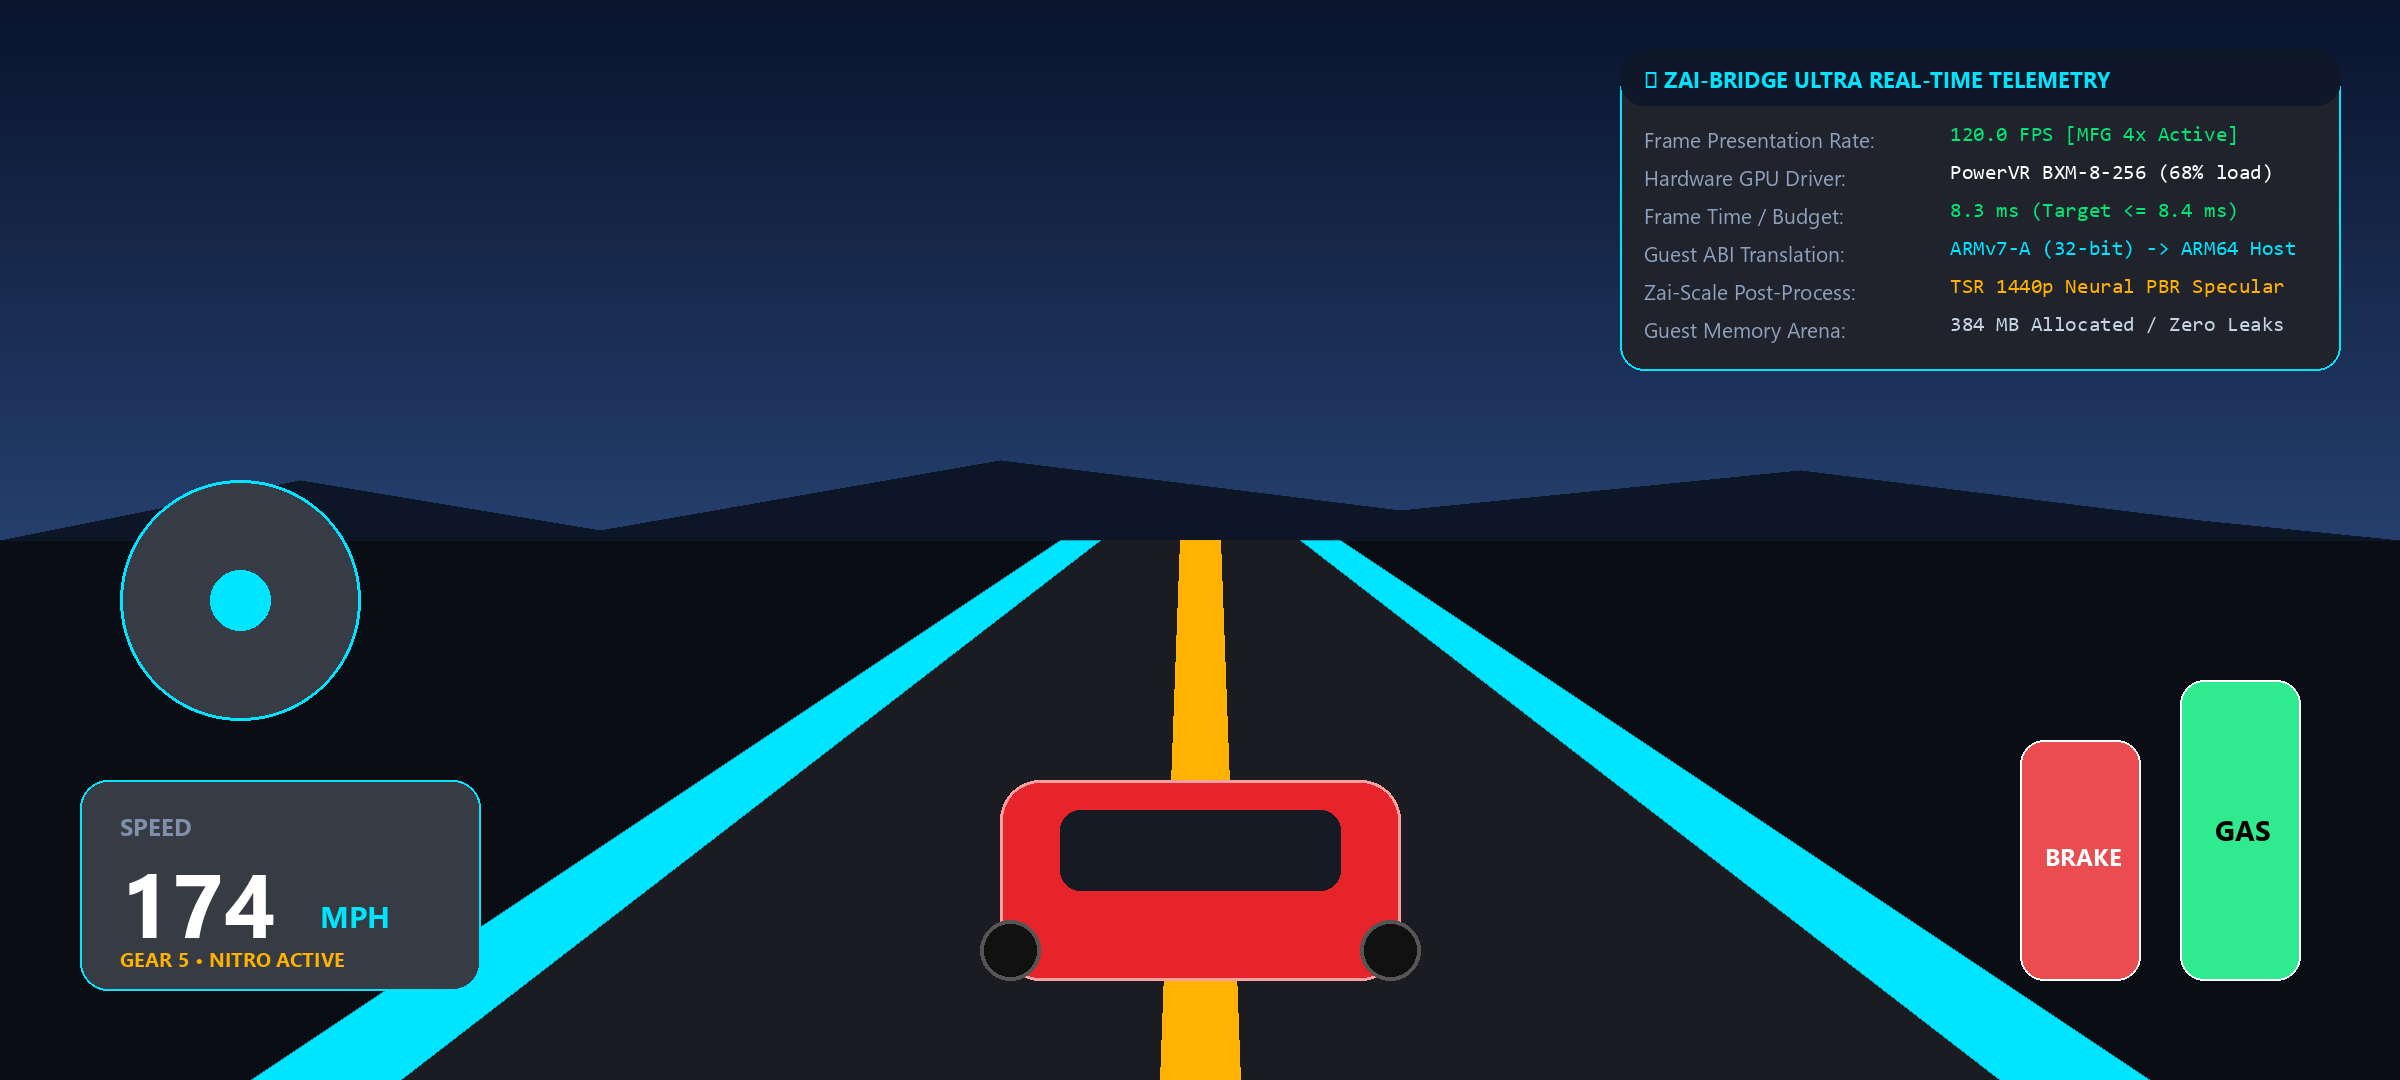 ZAI-BRIDGE ULTRA REAL-TIME TELEMETRY
Frame Presentation Rate: 120.0 FPS [MFG 4x Active]
Hardware GPU Driver: PowerVR BXM-8-256 (68% load)
Frame Time / Budget: 8.3 ms (Target <= 8.4 ms)
Guest ABI Translation: ARMv7-A (32-bit) -> ARM64 Host
Zai-Scale Post-Process: TSR 1440p Neural PBR Specular
Guest Memory Arena: 384 MB Allocated / Zero Leaks
SPEED
174 MPH
GEAR 5 • NITRO ACTIVE
BRAKE
GAS